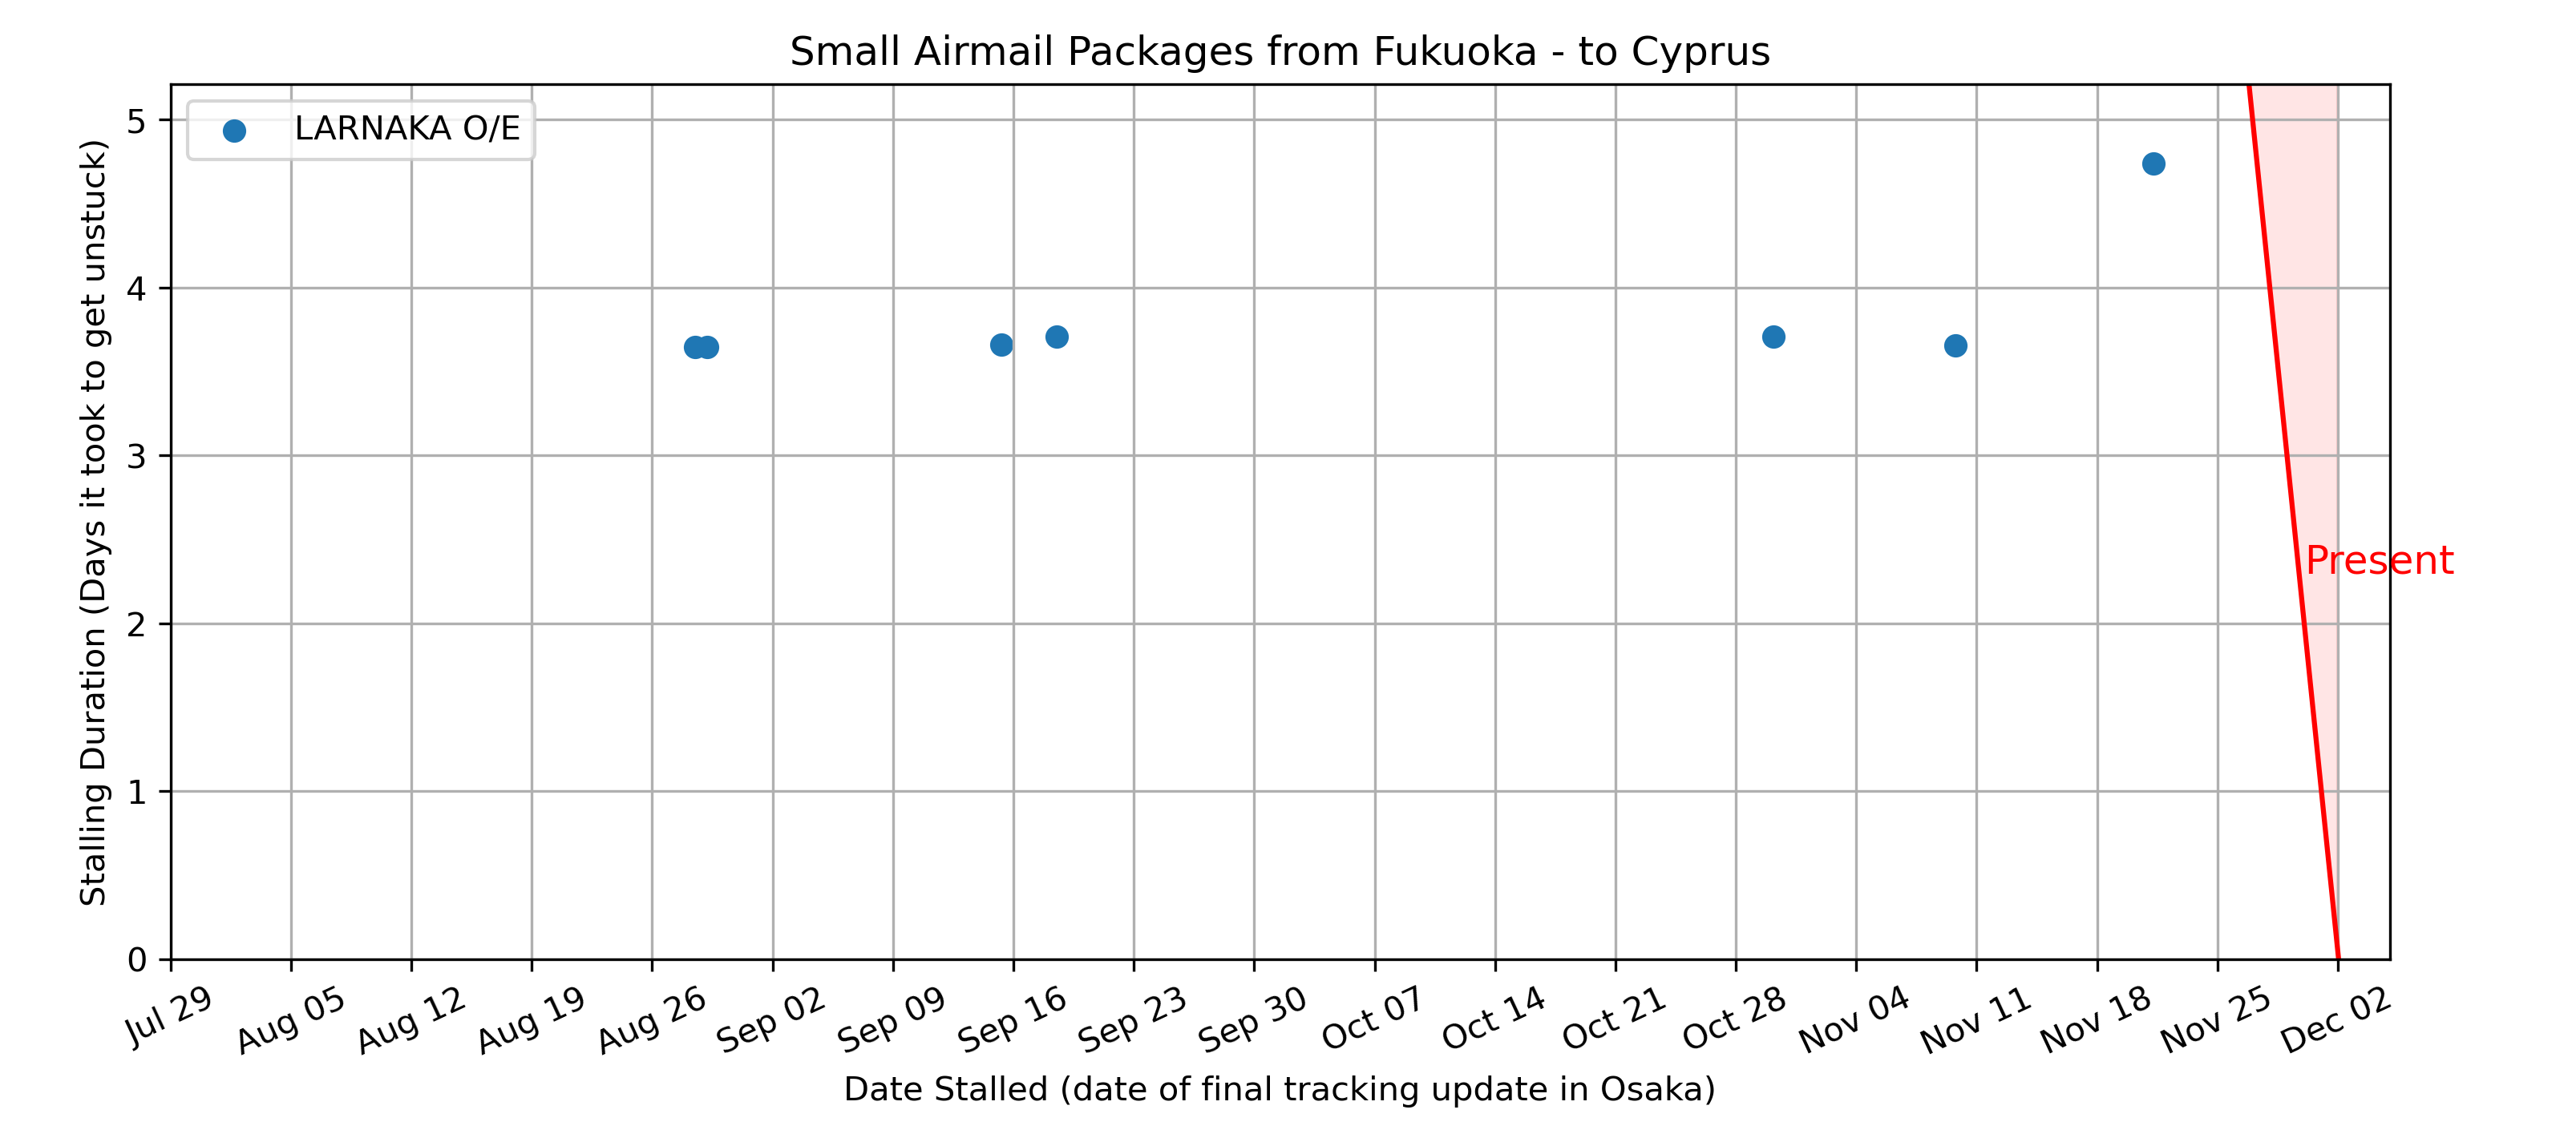 Small Airmail Packages from Fukuoka - to Cyprus
LARNAKA O/E
Stalling Duration (Days it took to get unstuck)
5
4
3
2
1
0
Present
Jul 29
Aug 05
Aug 12
Aug 19
Aug 26
Sep 02
Sep 09
Sep 16
Sep 23
Sep 30
Oct 07
Oct 14
Oct 21
Oct 28
Nov 04
Nov 11
Nov 18
Nov 25
Dec 02
Date Stalled (date of final tracking update in Osaka)